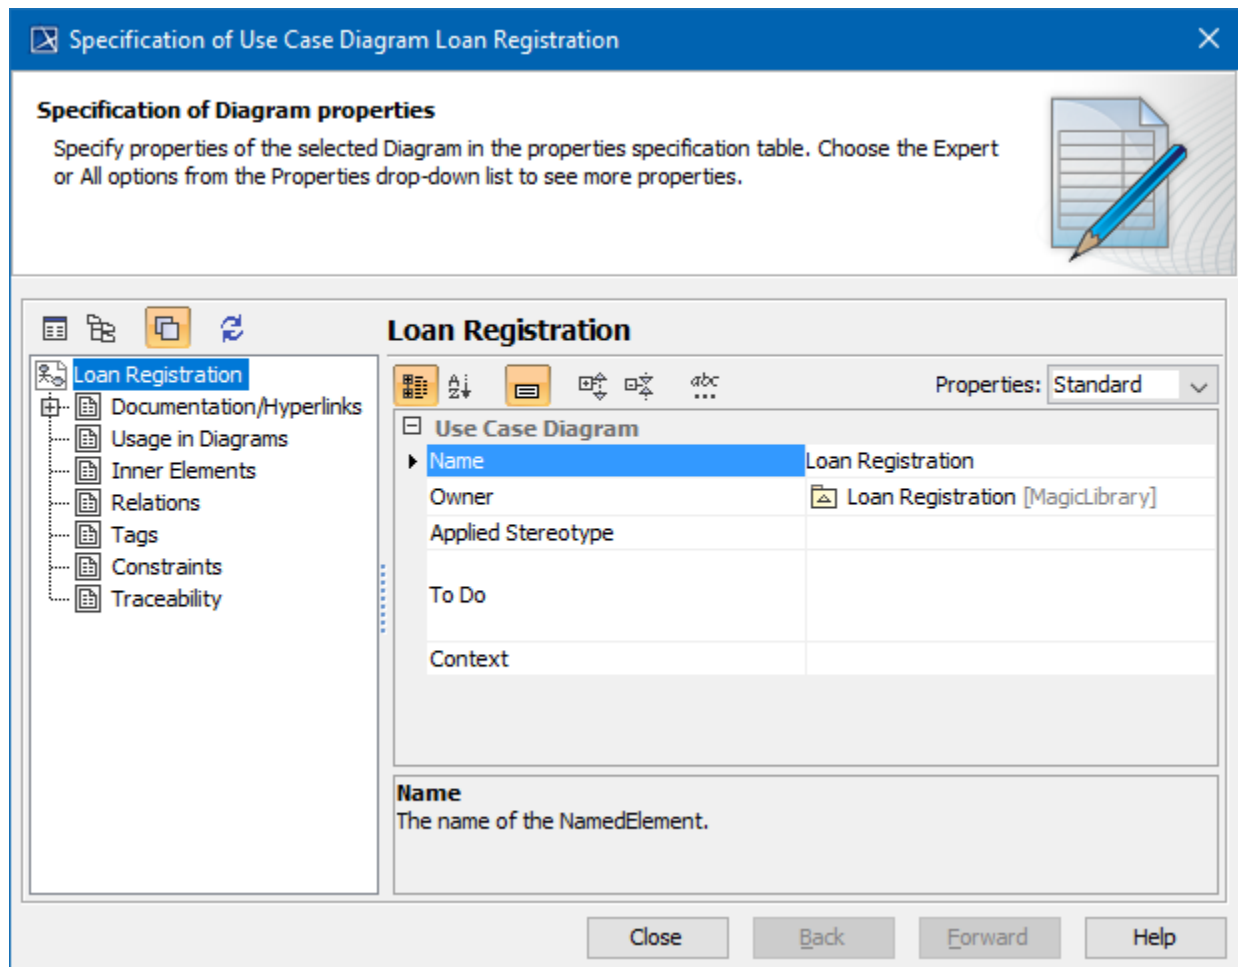 Specification of Use Case Diagram Loan Registration
Specification of Diagram properties
Specify properties of the selected Diagram in the properties specification table. Choose the Expert
or All options from the Properties drop-down list to see more properties.
Loan Registration
Loan Registration
Documentation/Hyperlinks
Usage in Diagrams
Inner Elements
Relations
Tags
Constraints
Traceability
A
Z
abc
...
Properties: Standard
Use Case Diagram
Name Loan Registration
Owner Loan Registration [MagicLibrary]
Applied Stereotype
To Do
Context
Name
The name of the NamedElement.
Close Back Forward Help